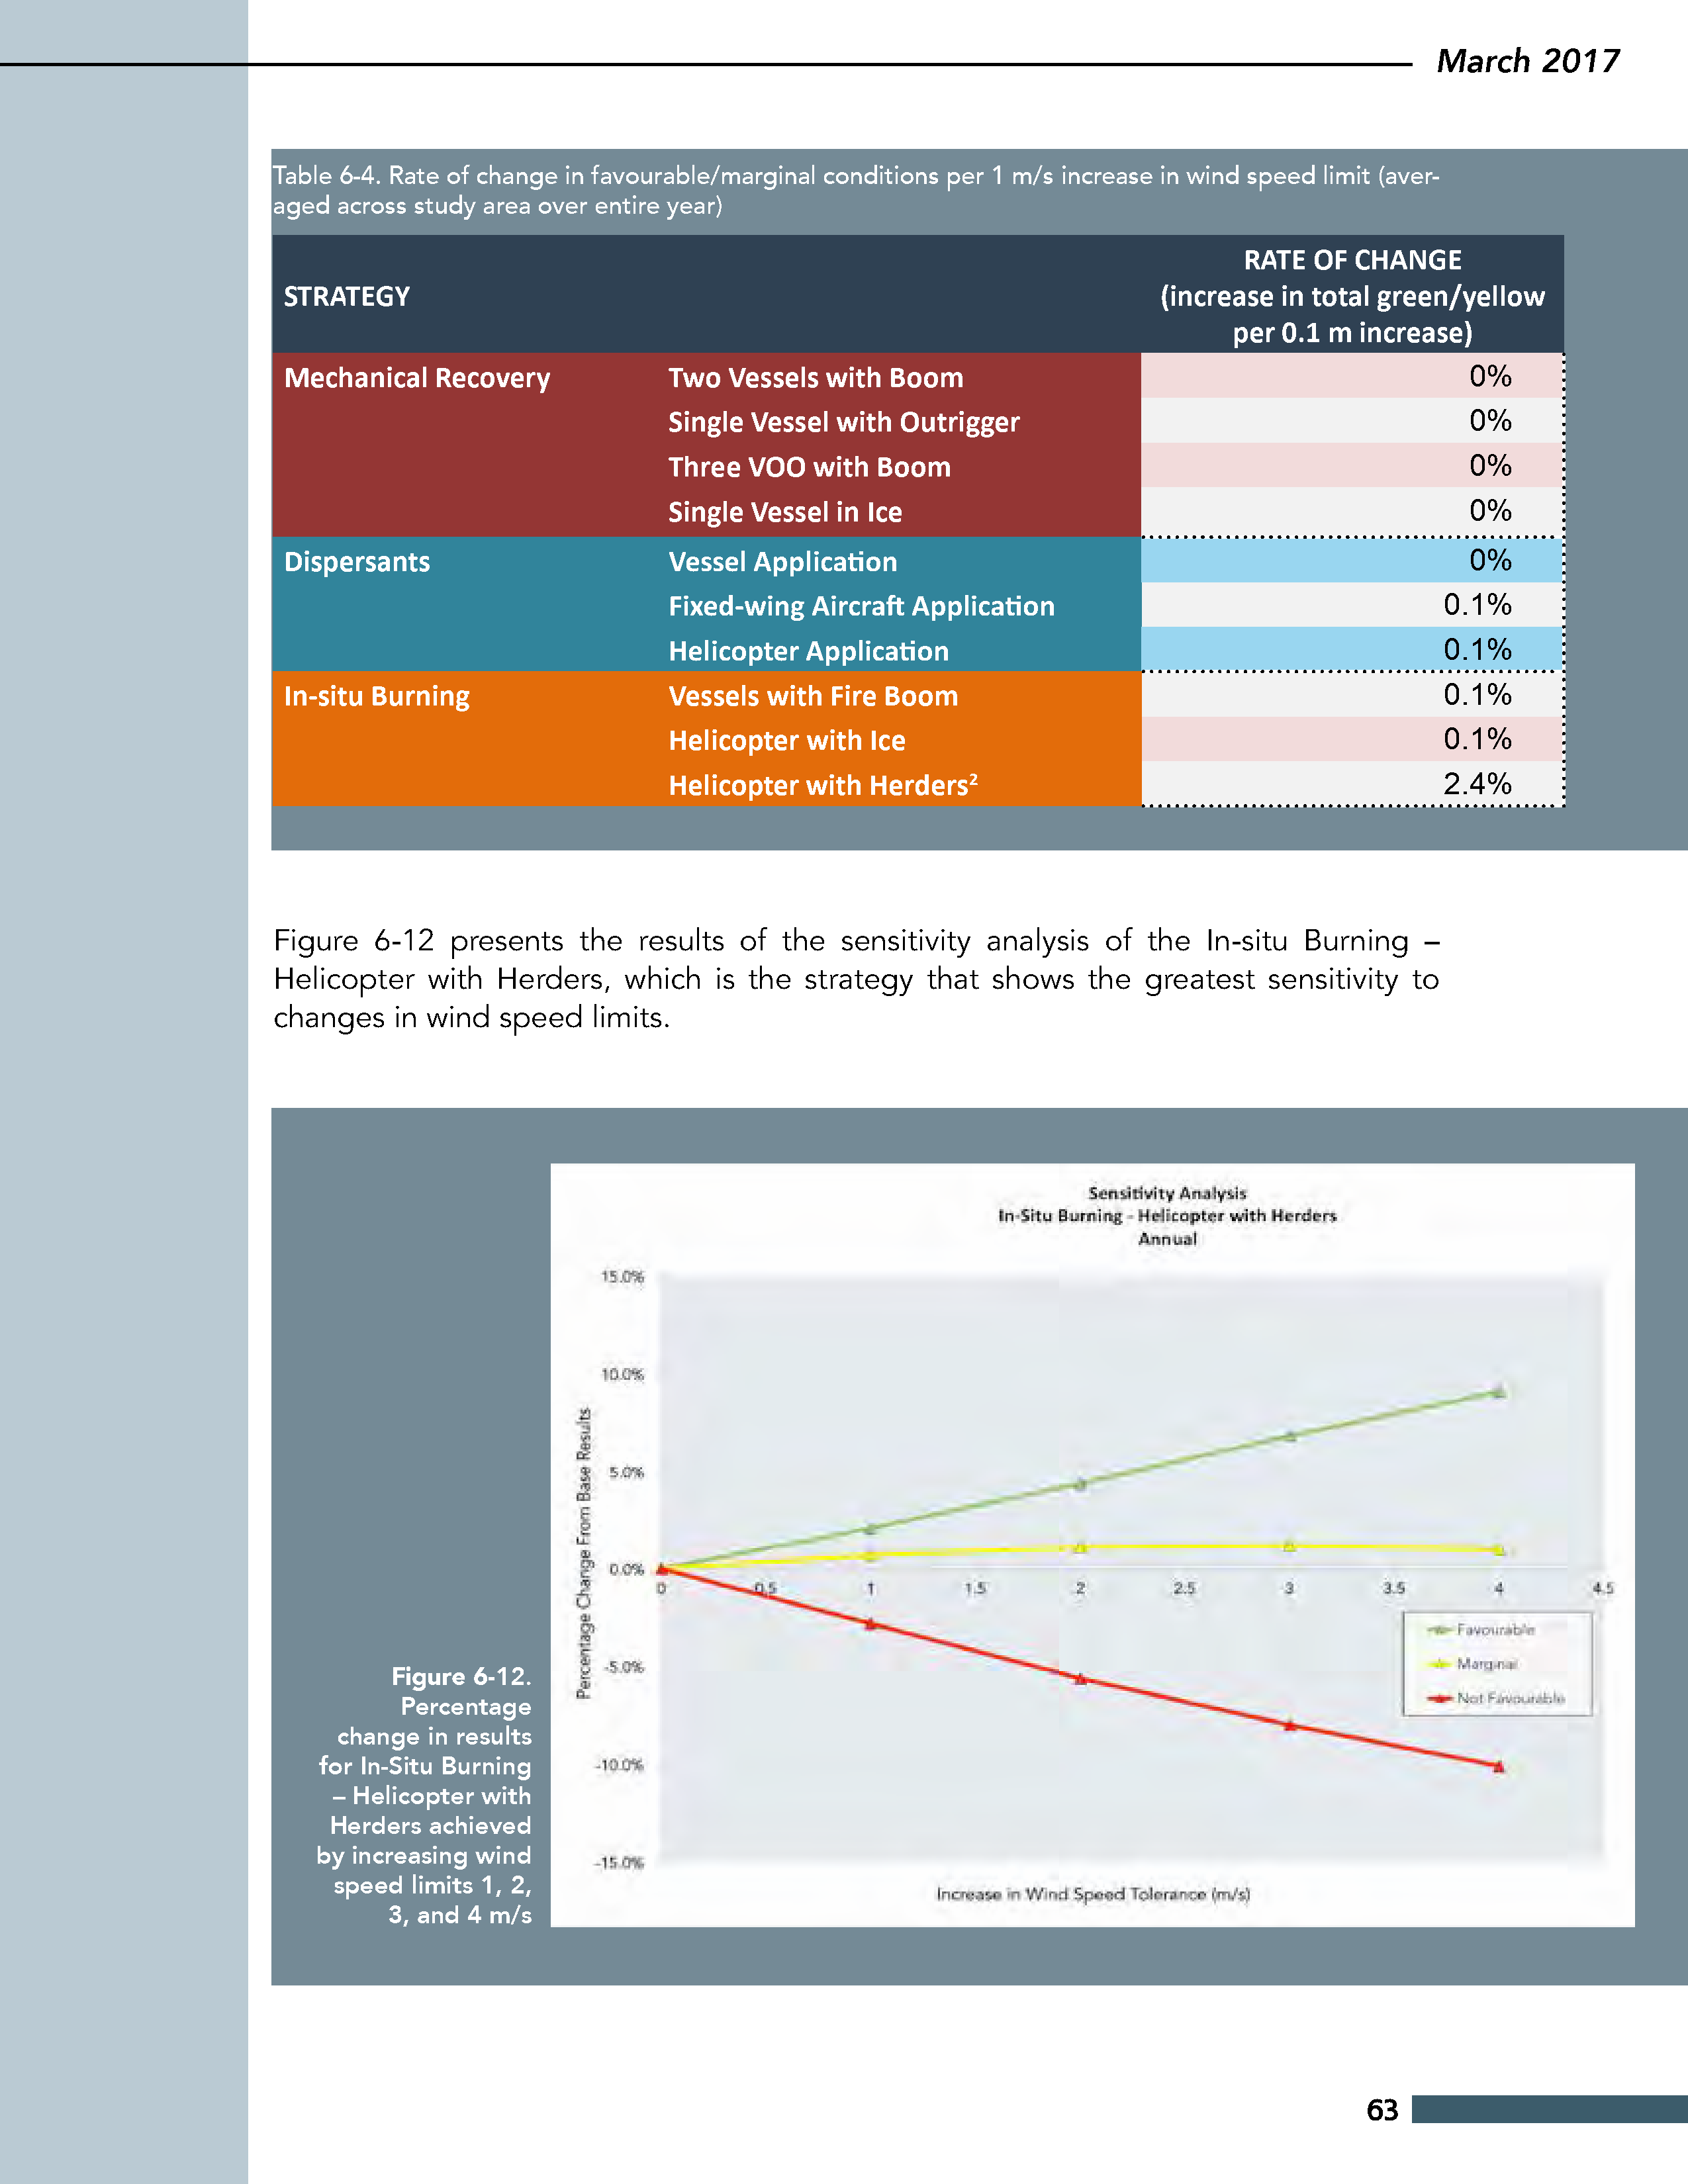 March 2017
Table 6-4. Rate of change in favourable/marginal conditions per 1 m/s increase in wind speed limit (aver-
aged across study area over entire year)
STRATEGY
RATE OF CHANGE
(increase in total green/yellow
per 0.1 m increase)
Mechanical Recovery Two Vessels with Boom 0%
Single Vessel with Outrigger 0%
Three VOO with Boom 0%
Single Vessel in Ice 0%
Dispersants Vessel Application 0%
Fixed-wing Aircraft Application 0.1%
Helicopter Application 0.1%
In-situ Burning Vessels with Fire Boom 0.1%
Helicopter with Ice 0.1%
Helicopter with Herders² 2.4%
Figure 6-12 presents the results of the sensitivity analysis of the In-situ Burning –
Helicopter with Herders, which is the strategy that shows the greatest sensitivity to
changes in wind speed limits.
Sensitivity Analysis
In-Situ Burning - Helicopter with Herders
Annual
15.0%
10.0%
5.0%
0.0%
-5.0%
-10.0%
-15.0%
Percentage Change From Base Results
0 0.5 1 1.5 2 2.5 3 3.5 4 4.5
Favourable
Marginal
Not Favourable
Increase in Wind Speed Tolerance (m/s)
Figure 6-12.
Percentage
change in results
for In-Situ Burning
– Helicopter with
Herders achieved
by increasing wind
speed limits 1, 2,
3, and 4 m/s
63